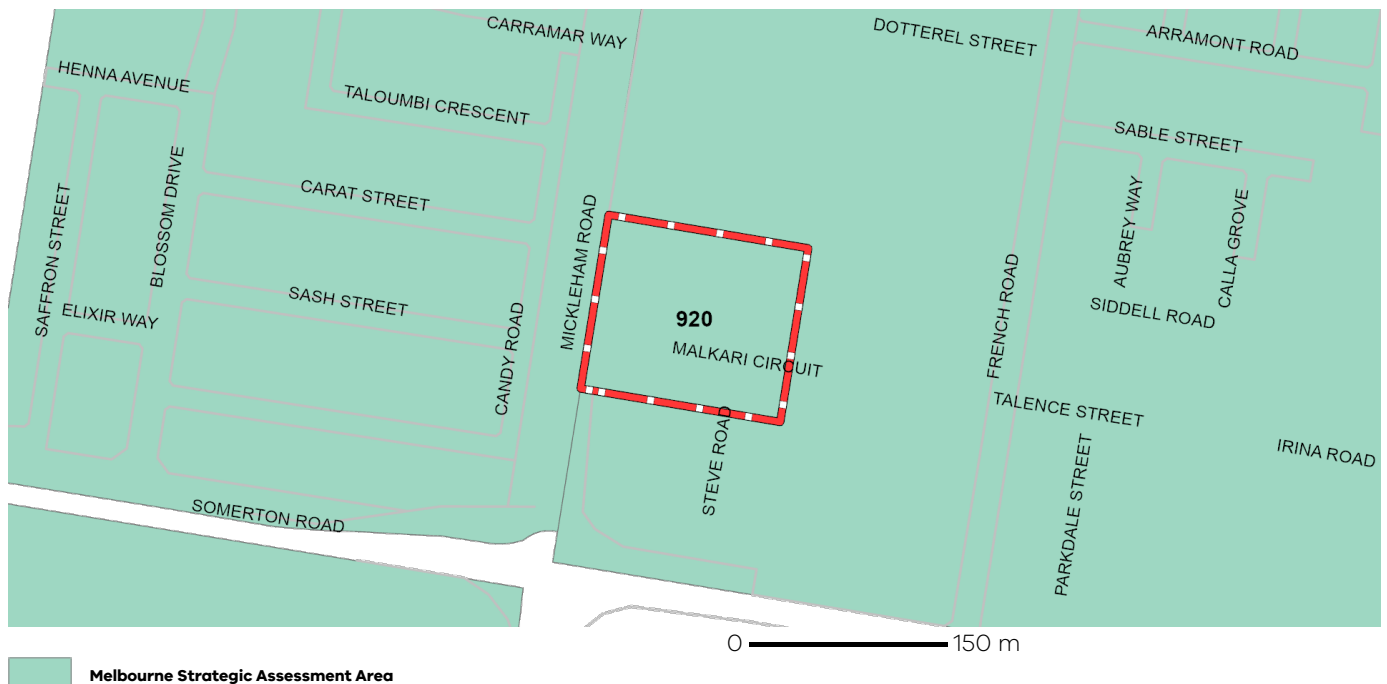 CARRAMAR WAY
DOTTEREL STREET
ARRAMONT ROAD
HENNA AVENUE
TALOUMBI CRESCENT
SABLE STREET
CARAT STREET
SAFFRON STREET
BLOSSOM DRIVE
MICKLEHAM ROAD
AUBREY WAY
CALLA GROVE
SASH STREET
ELIXIR WAY
CANDY ROAD
920
MALKARI CIRCUIT
FRENCH ROAD
SIDDELL ROAD
STEVE ROAD
TALENCE STREET
PARKDALE STREET
IRINA ROAD
SOMERTON ROAD
0 150 m
Melbourne Strategic Assessment Area